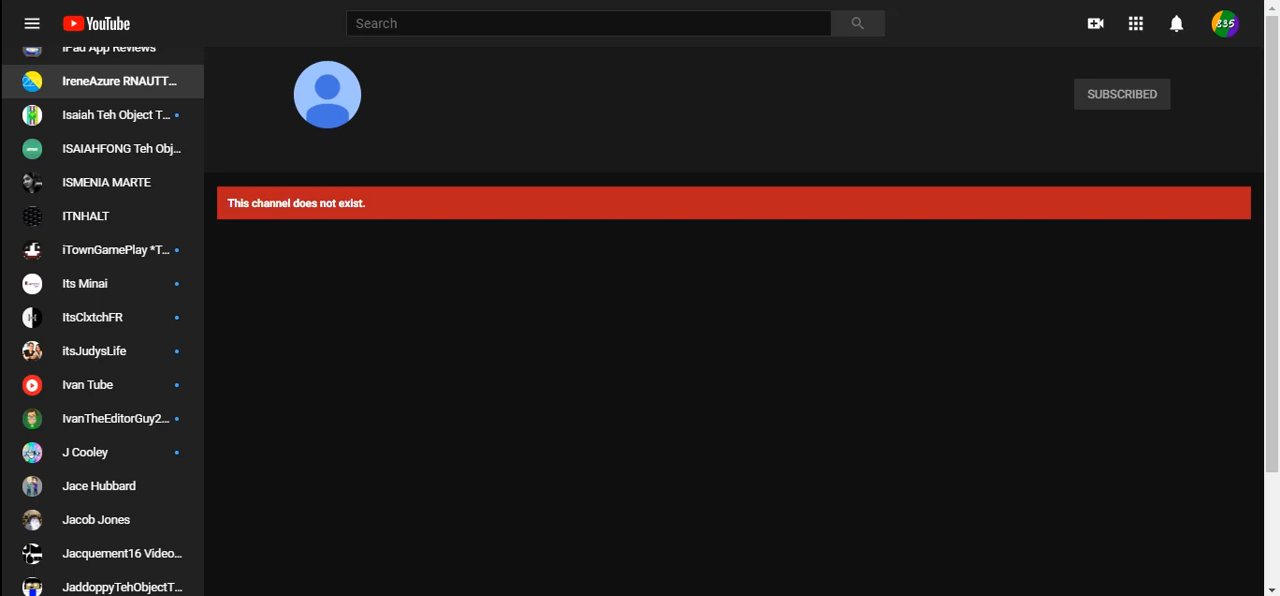 YouTube
Search
835
iPad App Reviews
IreneAzure RNAUTT...
Isaiah Teh Object T...
ISAIAHFONG Teh Obj...
ISMENIA MARTE
ITNHALT
iTownGamePlay *T...
Its Minai
ItsClxtchFR
itsJudysLife
Ivan Tube
IvanTheEditorGuy2...
J Cooley
Jace Hubbard
Jacob Jones
Jacquement16 Video...
JaddoppyTehObjectT...
SUBSCRIBED
This channel does not exist.